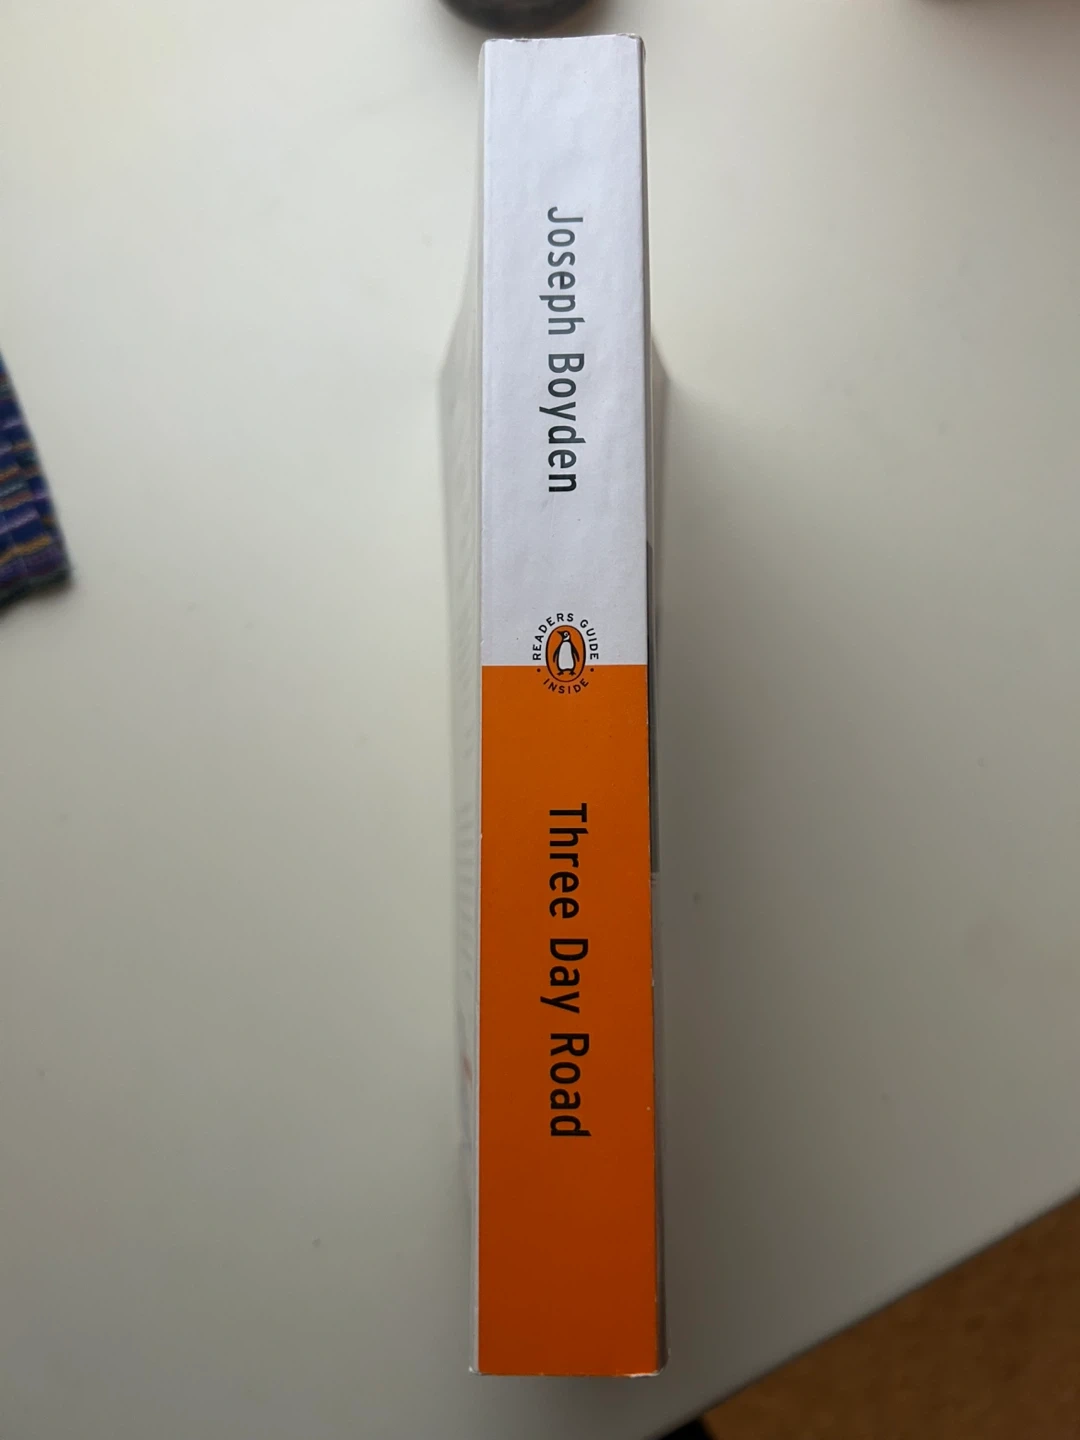 Joseph Boyden
READERS GUIDE
INSIDE
Three Day Road